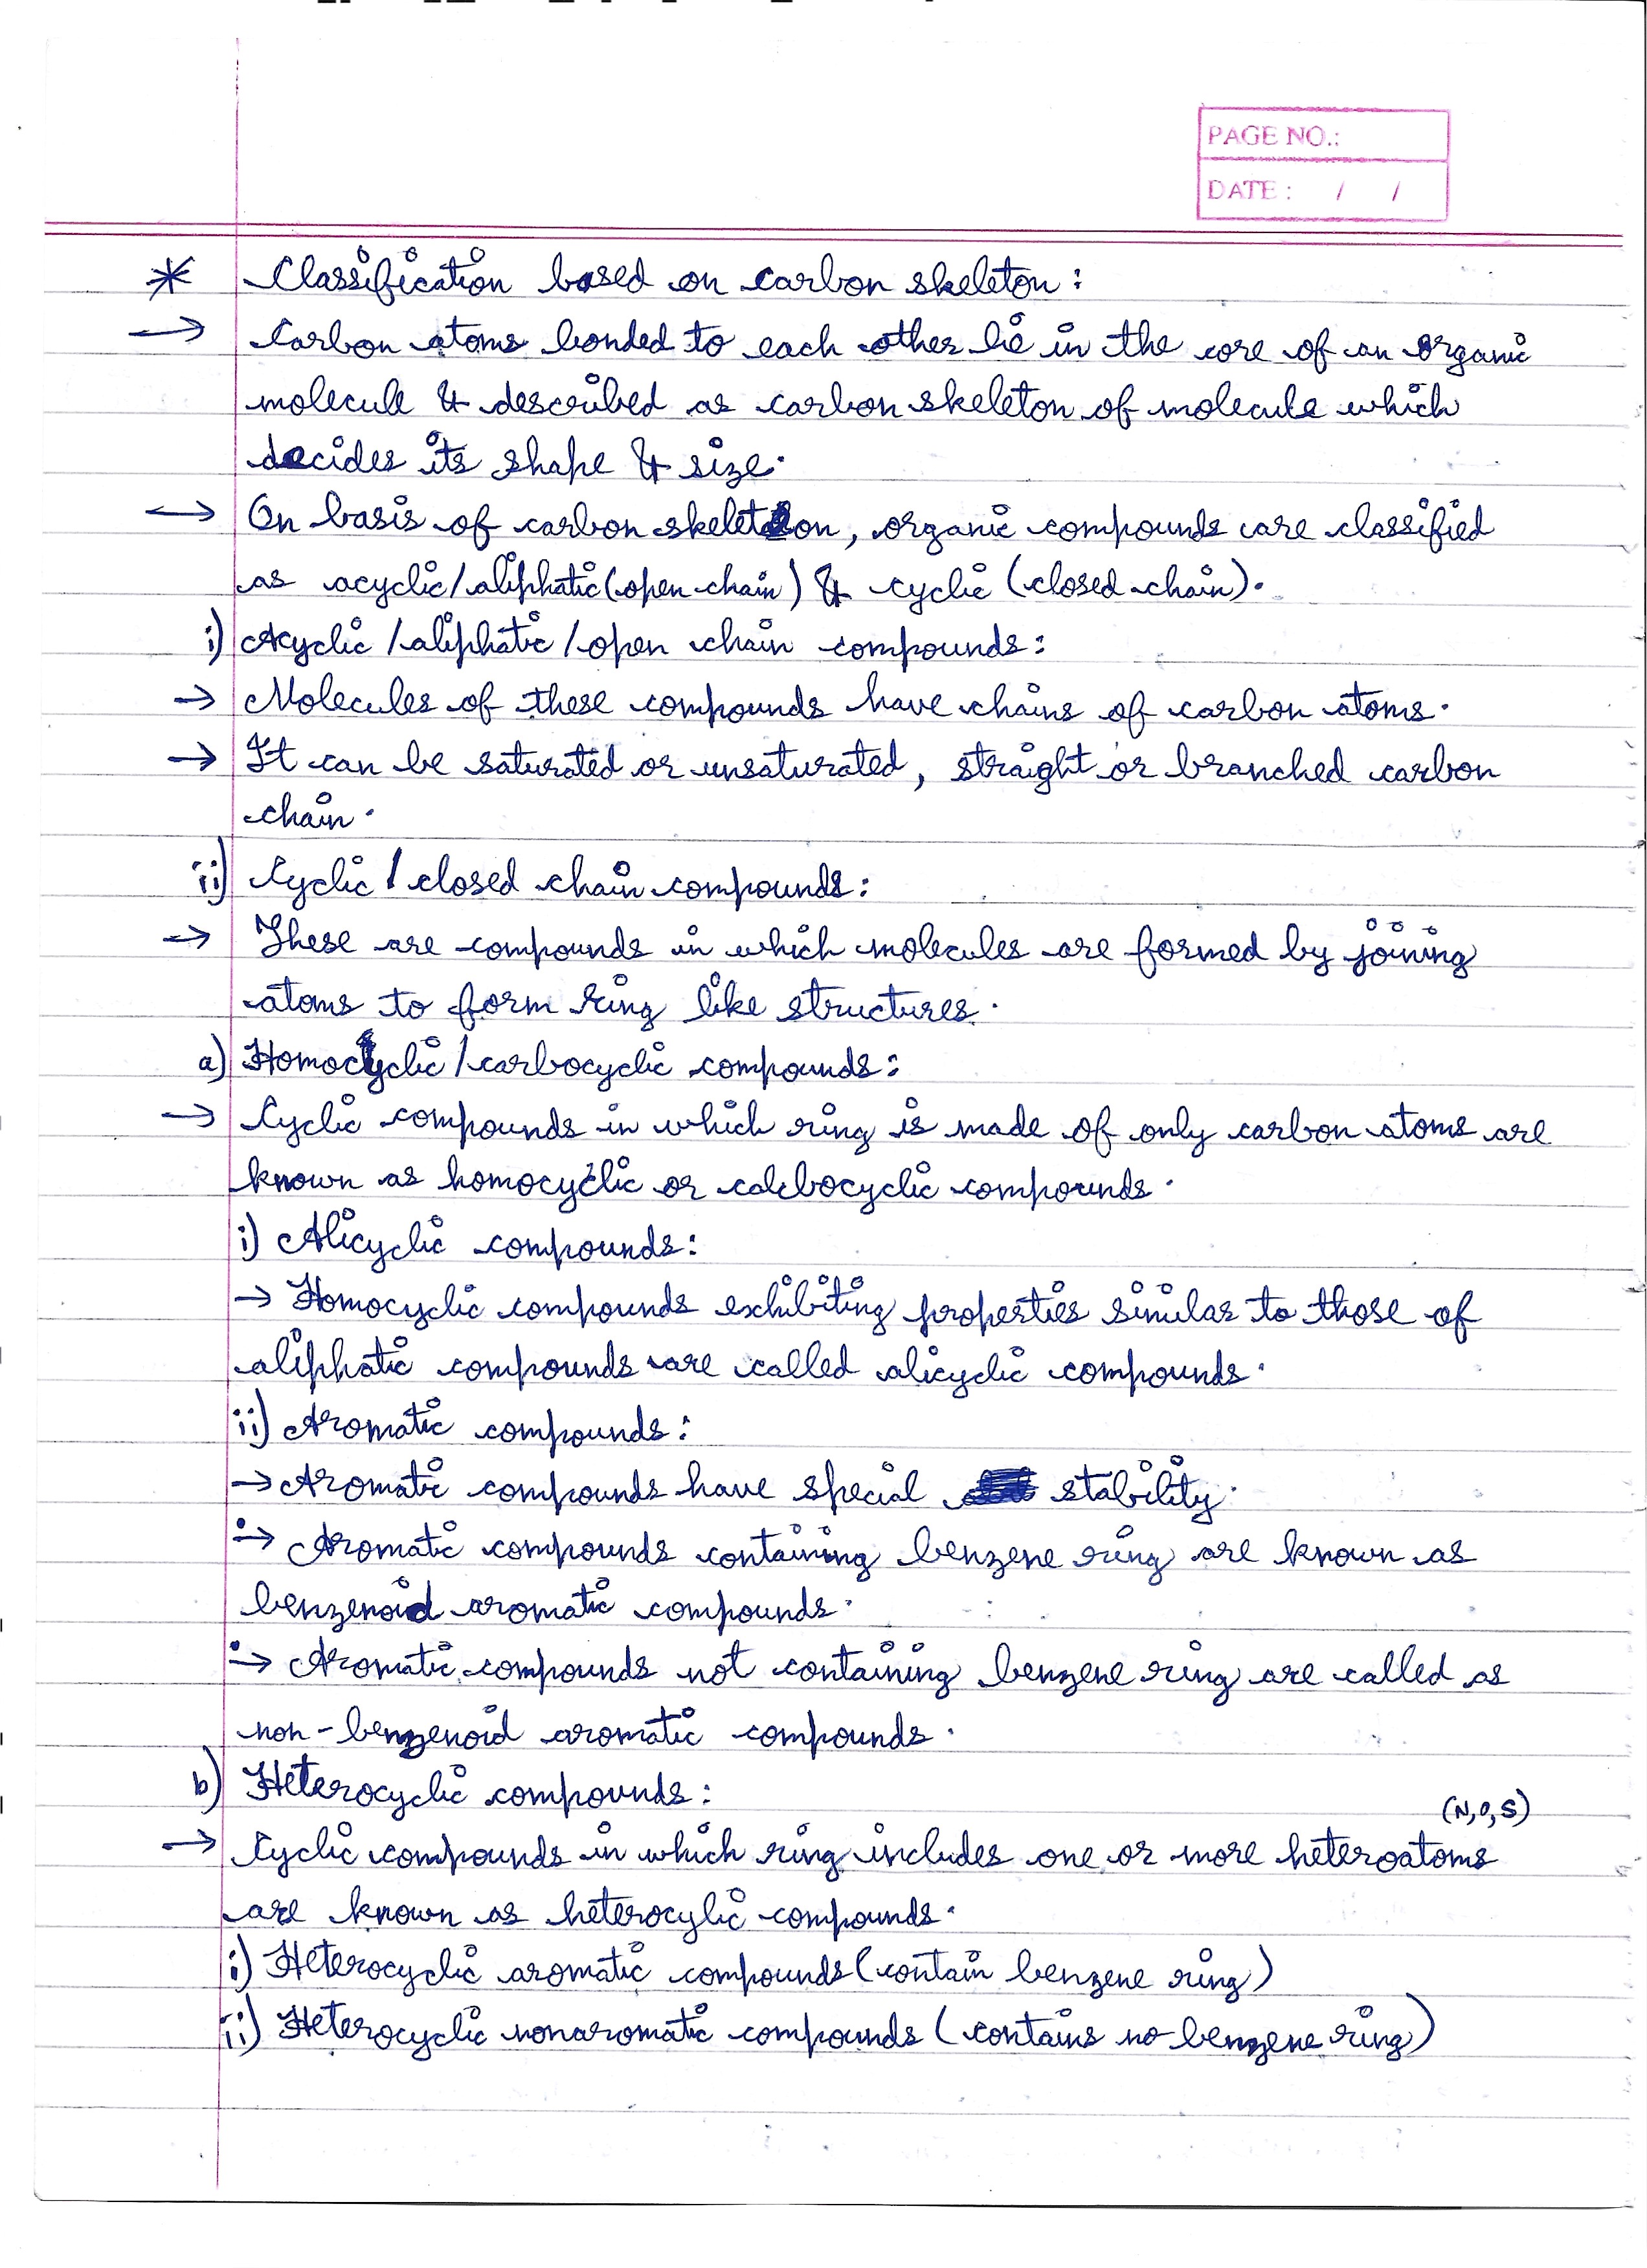 PAGE NO.:
DATE : / /
* Classification based on carbon skeleton :
→ Carbon atoms bonded to each other lie in the core of an organic
molecule & described as carbon skeleton of molecule which
decides its shape & size.
→ On basis of carbon skeleton, organic compounds are classified
as acyclic/aliphatic (open chain) & cyclic (closed chain).
i) Acyclic / aliphatic / open chain compounds :
→ Molecules of these compounds have chains of carbon atoms.
→ It can be saturated or unsaturated, straight or branched carbon
chain.
ii) Cyclic / closed chain compounds :
→ These are compounds in which molecules are formed by joining
atoms to form ring like structures.
a) Homocyclic / carbocyclic compounds :
→ Cyclic compounds in which ring is made of only carbon atoms are
known as homocyclic or carbocyclic compounds.
i) Alicyclic compounds :
→ Homocyclic compounds exhibiting properties similar to those of
aliphatic compounds are called alicyclic compounds.
ii) Aromatic compounds :
→ Aromatic compounds have special stability.
→ Aromatic compounds containing benzene ring are known as
benzenoid aromatic compounds.
→ Aromatic compounds not containing benzene ring are called as
non-benzenoid aromatic compounds.
b) Heterocyclic compounds :
(N,O,S)
→ Cyclic compounds in which ring includes one or more heteroatoms
are known as heterocylic compounds.
i) Heterocyclic aromatic compounds (contain benzene ring)
ii) Heterocyclic nonaromatic compounds (contains no benzene ring)